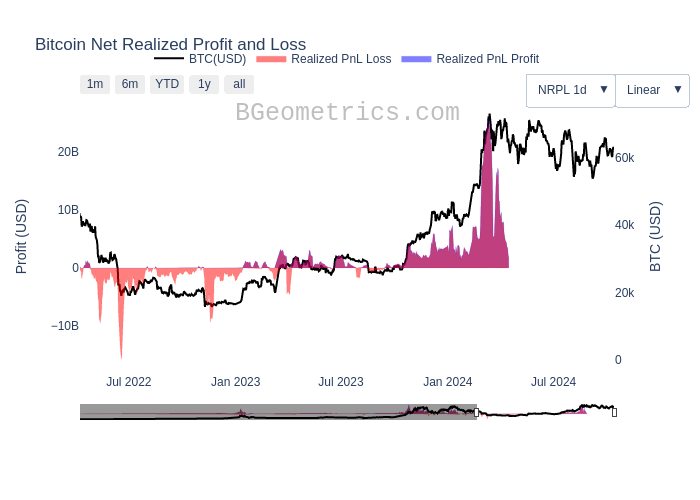 Bitcoin Net Realized Profit and Loss
BTC(USD) Realized PnL Loss Realized PnL Profit
1m 6m YTD 1y all
NRPL 1d ▼ Linear ▼
BGeometrics.com
20B
10B
0
−10B
Profit (USD)
60k
40k
20k
0
BTC (USD)
Jul 2022 Jan 2023 Jul 2023 Jan 2024 Jul 2024